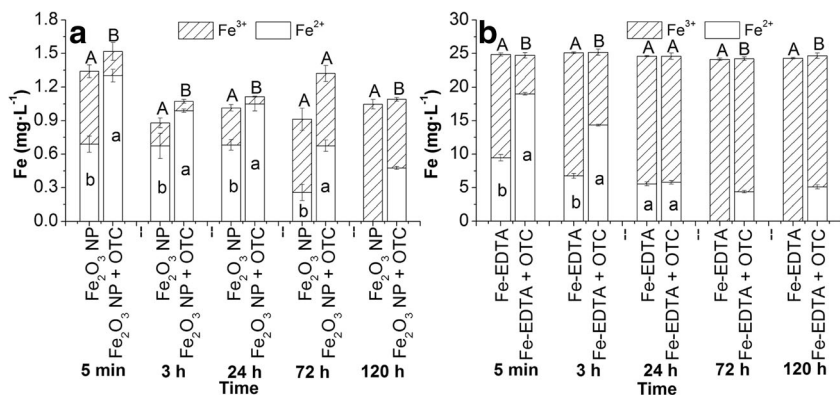 a
Fe³⁺ Fe²⁺
Fe (mg·L⁻¹)
1.8
1.5
1.2
0.9
0.6
0.3
0.0
A B A B A B A B A B
b a b a b a b a
Fe₂O₃ NP
Fe₂O₃ NP + OTC
Fe₂O₃ NP
Fe₂O₃ NP + OTC
Fe₂O₃ NP
Fe₂O₃ NP + OTC
Fe₂O₃ NP
Fe₂O₃ NP + OTC
Fe₂O₃ NP
Fe₂O₃ NP + OTC
5 min 3 h 24 h 72 h 120 h
Time
b
Fe³⁺ Fe²⁺
Fe (mg·L⁻¹)
30
25
20
15
10
5
0
A B A B A A A B A B
b a b a a a
Fe-EDTA
Fe-EDTA + OTC
Fe-EDTA
Fe-EDTA + OTC
Fe-EDTA
Fe-EDTA + OTC
Fe-EDTA
Fe-EDTA + OTC
Fe-EDTA
Fe-EDTA + OTC
5 min 3 h 24 h 72 h 120 h
Time